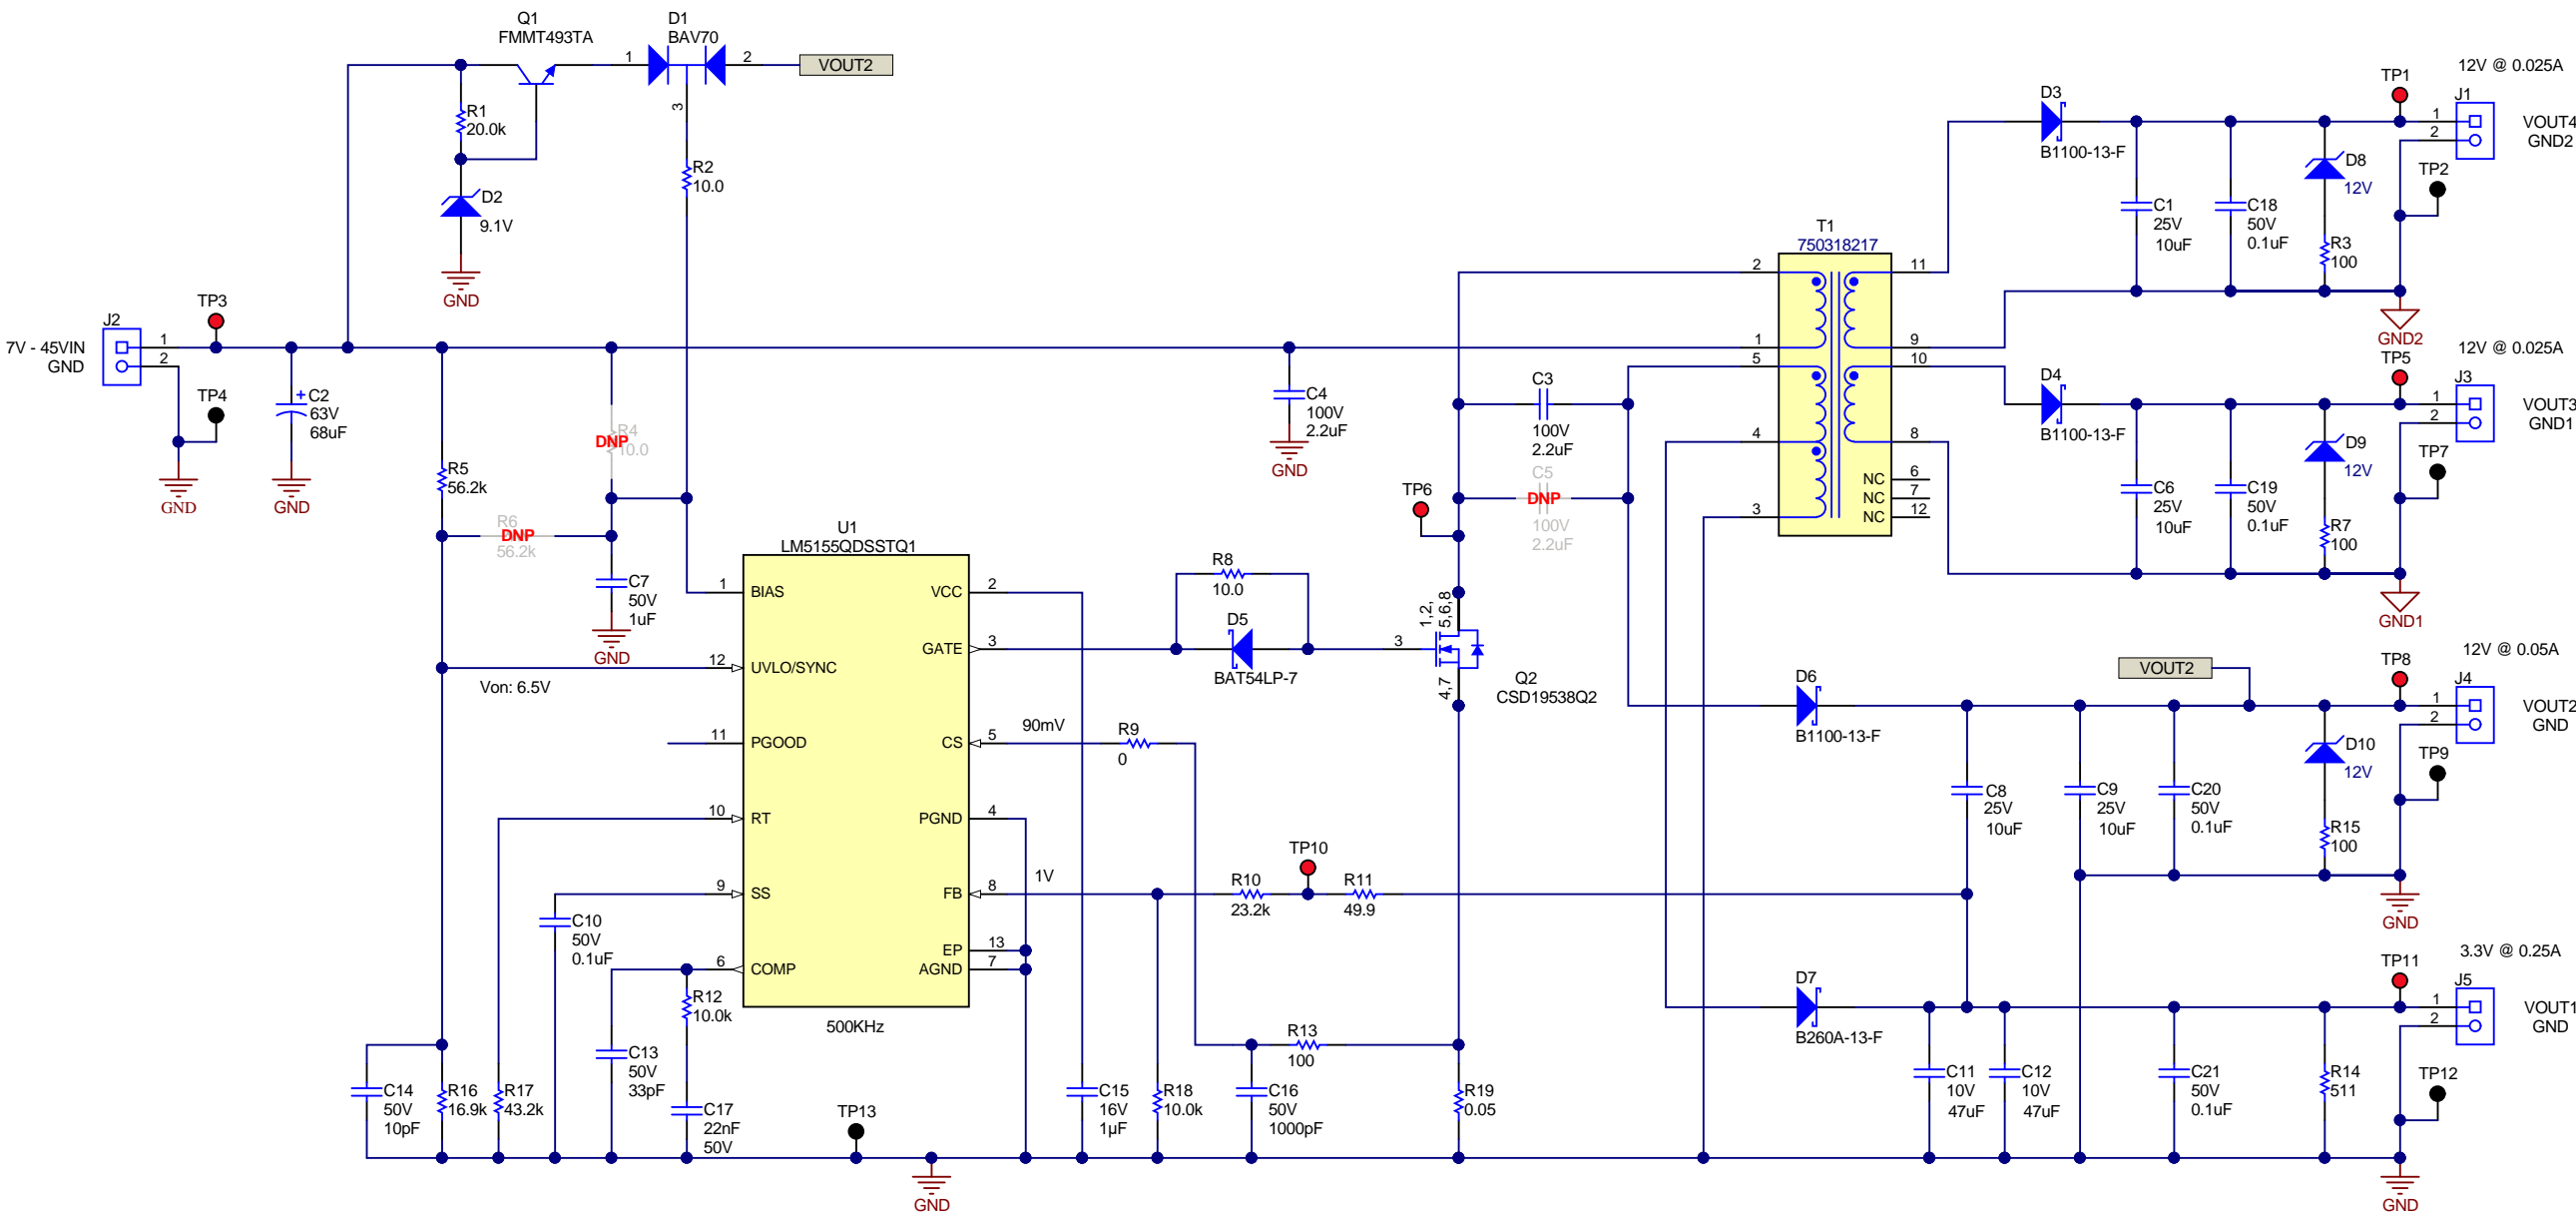 Q1
FMMT493TA
D1
BAV70
1
2
3
VOUT2
R1
20.0k
D2
9.1V
GND
R2
10.0
J2
7V - 45VIN
GND
1
2
TP3
TP4
GND
C2
+
63V
68uF
GND
R5
56.2k
R4
DNP
10.0
R6
DNP
56.2k
C7
50V
1uF
GND
C4
100V
2.2uF
GND
U1
LM5155QDSSTQ1
1
BIAS
12
UVLO/SYNC
Von: 6.5V
11
PGOOD
10
RT
9
SS
6
COMP
VCC
2
GATE
3
CS
5
90mV
PGND
4
FB
8
1V
EP
13
AGND
7
500KHz
C10
50V
0.1uF
R12
10.0k
C13
50V
33pF
C17
22nF
50V
C14
50V
10pF
R16
16.9k
R17
43.2k
TP13
GND
R8
10.0
D5
BAT54LP-7
3
1,2,
5,6,8
4,7
Q2
CSD19538Q2
TP6
R9
0
R10
23.2k
TP10
R11
49.9
R13
100
C15
16V
1µF
R18
10.0k
C16
50V
1000pF
R19
0.05
C3
100V
2.2uF
C5
DNP
100V
2.2uF
T1
750318217
2
1
5
4
3
11
9
10
8
NC
6
NC
7
NC
12
D3
B1100-13-F
C1
25V
10uF
C18
50V
0.1uF
D8
12V
R3
100
TP1
12V @ 0.025A
J1
1
2
VOUT4
GND2
TP2
GND2
D4
B1100-13-F
C6
25V
10uF
C19
50V
0.1uF
D9
12V
R7
100
TP5
12V @ 0.025A
J3
1
2
VOUT3
GND1
TP7
GND1
D6
B1100-13-F
VOUT2
C8
25V
10uF
C9
25V
10uF
C20
50V
0.1uF
D10
12V
R15
100
TP8
12V @ 0.05A
J4
1
2
VOUT2
GND
TP9
GND
D7
B260A-13-F
C11
10V
47uF
C12
10V
47uF
C21
50V
0.1uF
R14
511
TP11
3.3V @ 0.25A
J5
1
2
VOUT1
GND
TP12
GND